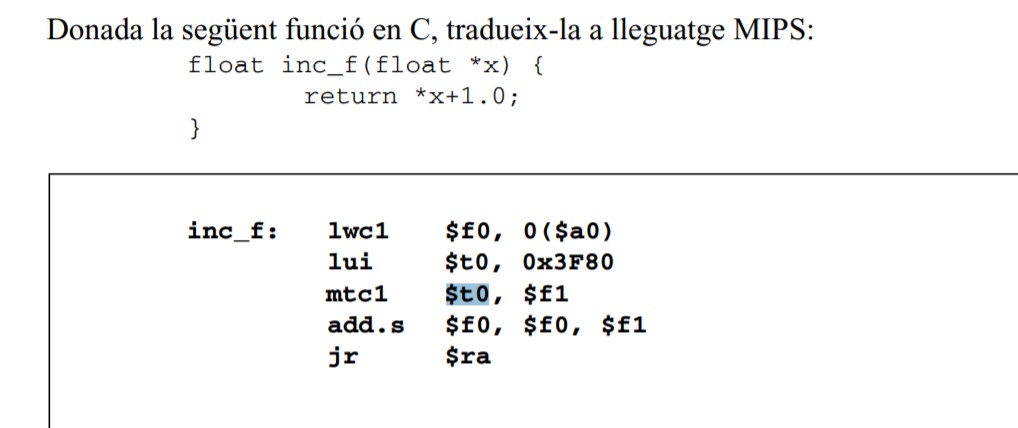 Donada la següent funció en C, tradueix-la a lleguatge MIPS:
float inc_f(float *x) {
return *x+1.0;
}
inc_f: lwc1 $f0, 0($a0)
lui $t0, 0x3F80
mtc1 $t0, $f1
add.s $f0, $f0, $f1
jr $ra